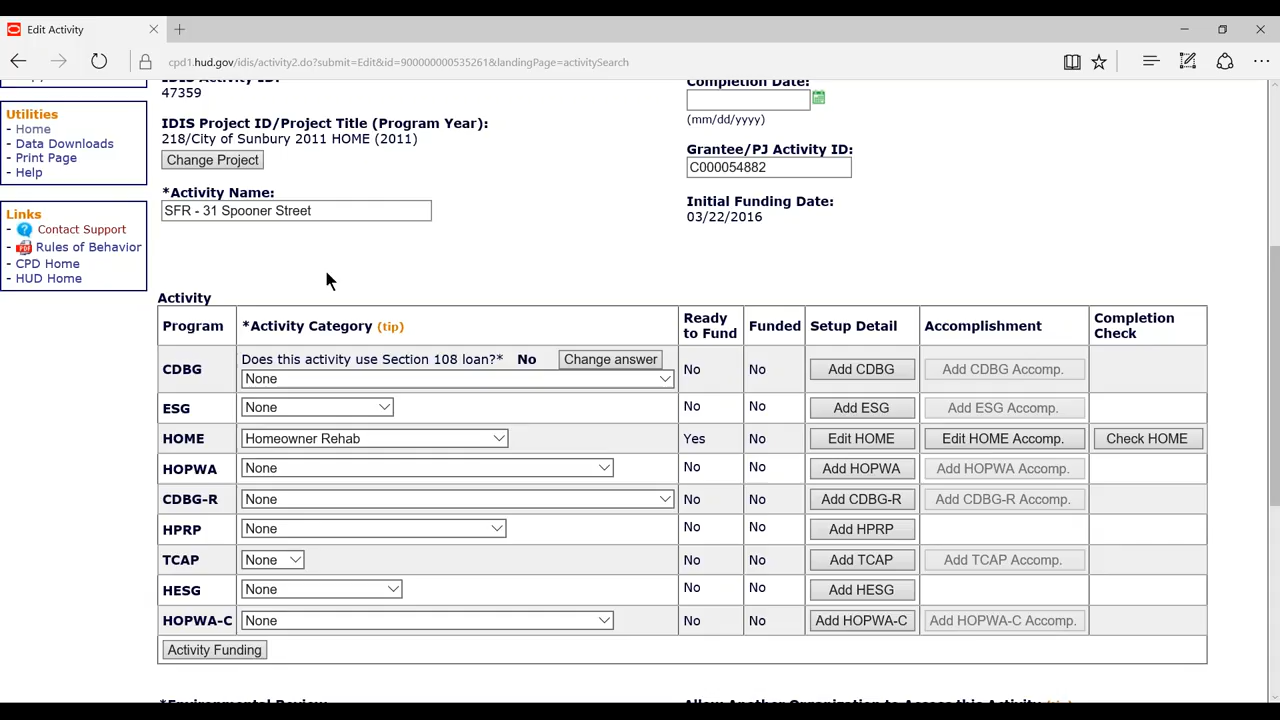 Edit Activity
cpd1.hud.gov/idis/activity2.do?submit=Edit&id=900000000535261&landingPage=activitySearch
Utilities
- Home
- Data Downloads
- Print Page
- Help
Links
- Contact Support
- Rules of Behavior
- CPD Home
- HUD Home
IDIS Activity ID:
47359
IDIS Project ID/Project Title (Program Year):
218/City of Sunbury 2011 HOME (2011)
Change Project
*Activity Name:
SFR - 31 Spooner Street
Completion Date:
(mm/dd/yyyy)
Grantee/PJ Activity ID:
C000054882
Initial Funding Date:
03/22/2016
Activity
Program *Activity Category (tip) Ready to Fund Funded Setup Detail Accomplishment Completion Check
CDBG Does this activity use Section 108 loan?* No Change answer
None No No Add CDBG Add CDBG Accomp.
ESG None No No Add ESG Add ESG Accomp.
HOME Homeowner Rehab Yes No Edit HOME Edit HOME Accomp. Check HOME
HOPWA None No No Add HOPWA Add HOPWA Accomp.
CDBG-R None No No Add CDBG-R Add CDBG-R Accomp.
HPRP None No No Add HPRP
TCAP None No No Add TCAP Add TCAP Accomp.
HESG None No No Add HESG
HOPWA-C None No No Add HOPWA-C Add HOPWA-C Accomp.
Activity Funding
*Environmental Review Allow Another Organization to Access this Activity (tip)